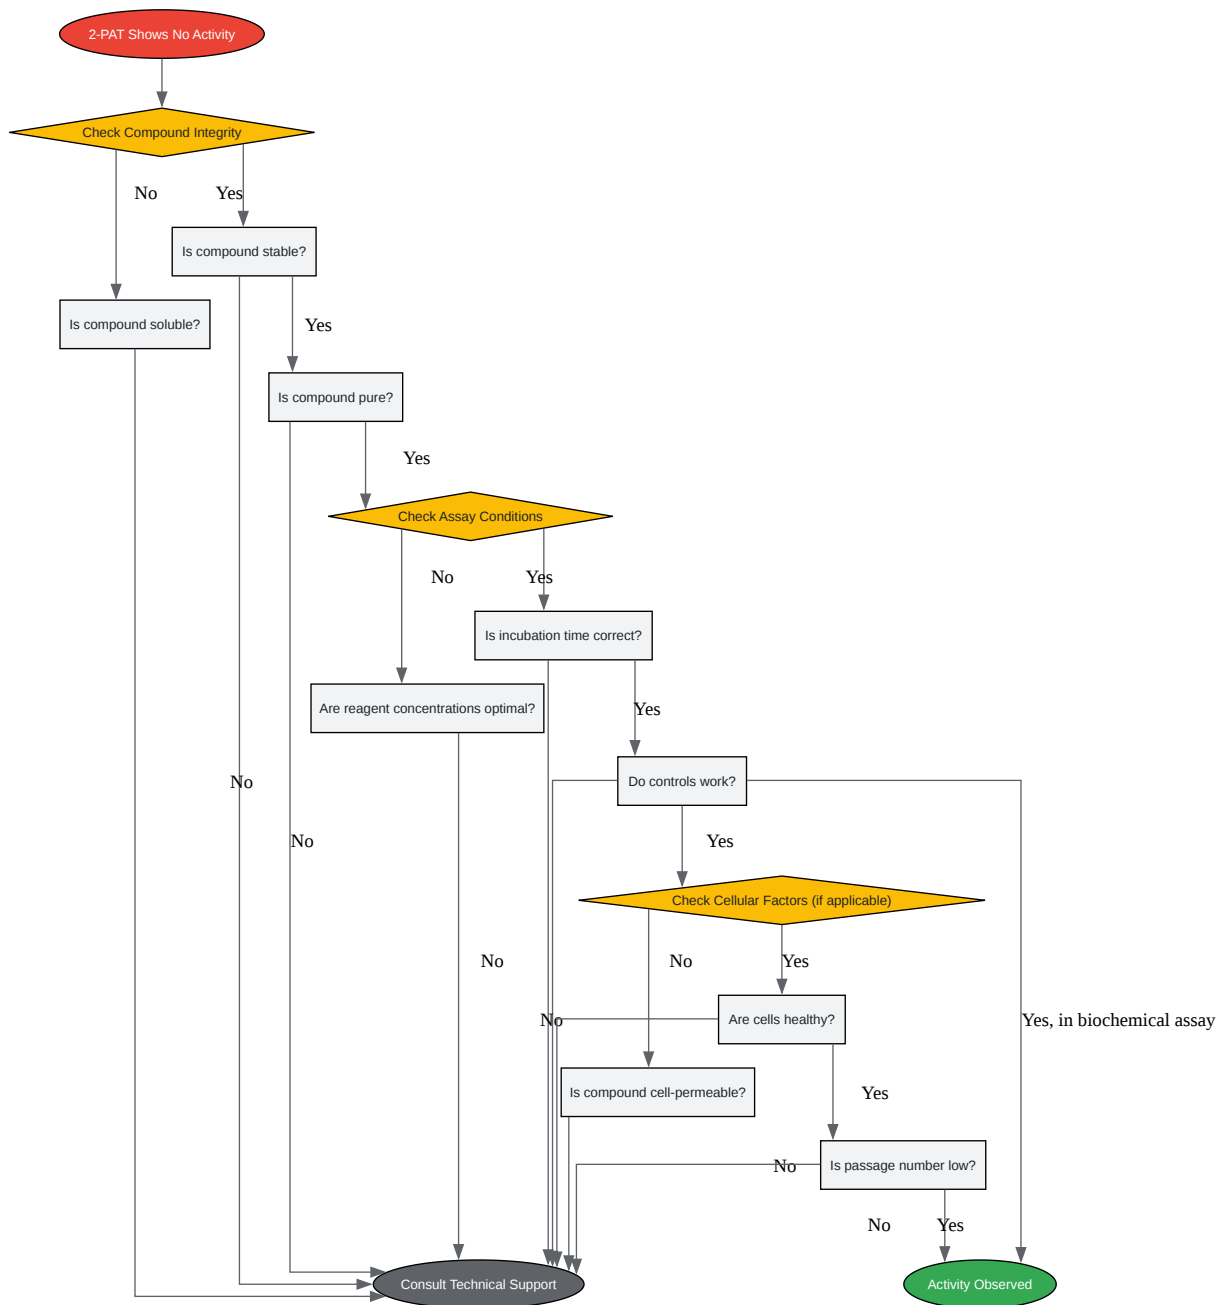 2-PAT Shows No Activity
Check Compound Integrity
No
Yes
Is compound stable?
Is compound soluble?
Yes
Is compound pure?
Yes
Check Assay Conditions
No
Yes
Is incubation time correct?
Are reagent concentrations optimal?
Yes
Do controls work?
No
No
Yes
Check Cellular Factors (if applicable)
No
No
Yes
Are cells healthy?
No
Yes, in biochemical assay
Is compound cell-permeable?
Yes
No
Is passage number low?
No
Yes
Consult Technical Support
Activity Observed